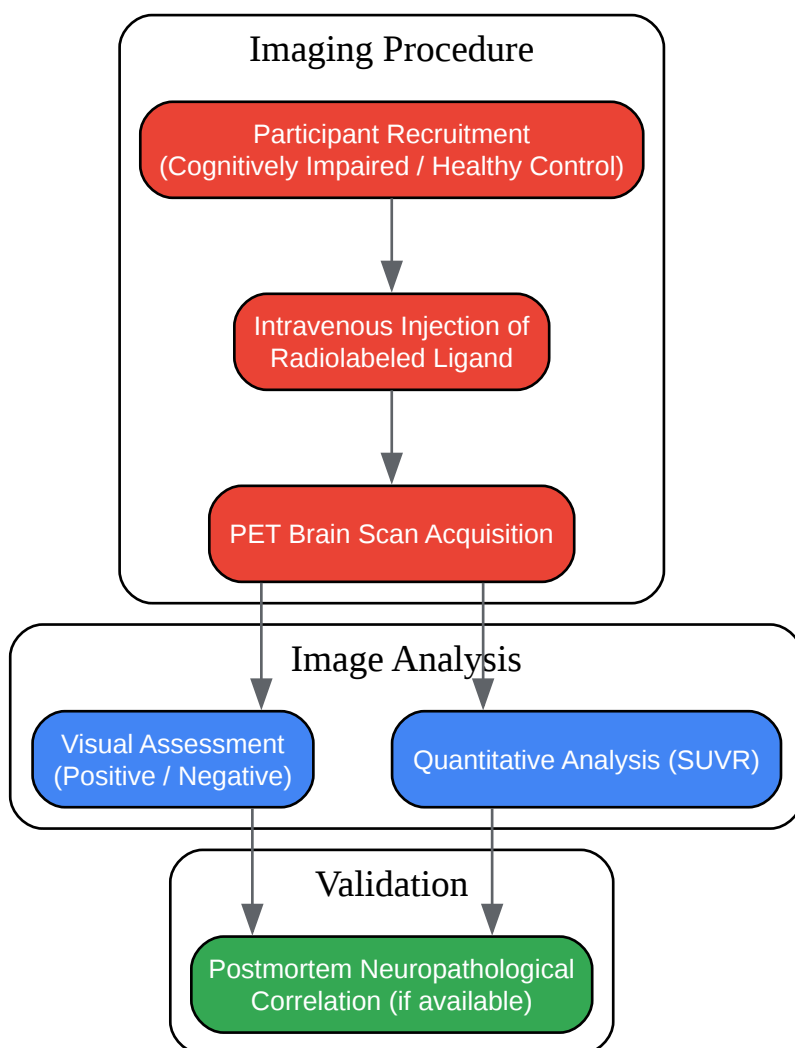 Imaging Procedure
Participant Recruitment
(Cognitively Impaired / Healthy Control)
Intravenous Injection of
Radiolabeled Ligand
PET Brain Scan Acquisition
Image Analysis
Visual Assessment
(Positive / Negative)
Quantitative Analysis (SUVR)
Validation
Postmortem Neuropathological
Correlation (if available)